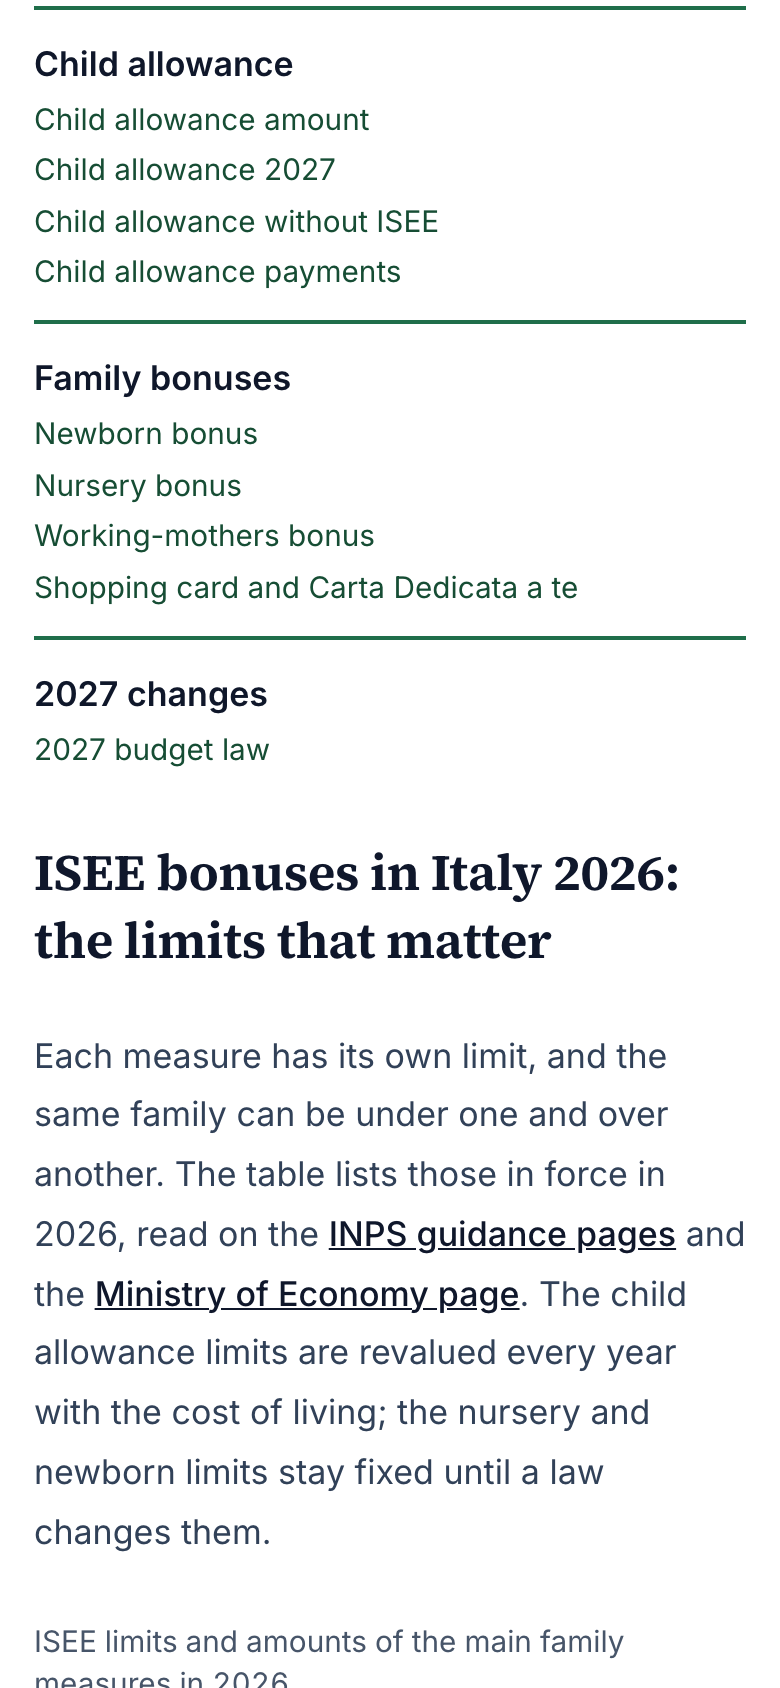 Child allowance
Child allowance amount
Child allowance 2027
Child allowance without ISEE
Child allowance payments
Family bonuses
Newborn bonus
Nursery bonus
Working-mothers bonus
Shopping card and Carta Dedicata a te
2027 changes
2027 budget law
ISEE bonuses in Italy 2026:
the limits that matter
Each measure has its own limit, and the
same family can be under one and over
another. The table lists those in force in
2026, read on the INPS guidance pages and
the Ministry of Economy page. The child
allowance limits are revalued every year
with the cost of living; the nursery and
newborn limits stay fixed until a law
changes them.
ISEE limits and amounts of the main family
measures in 2026